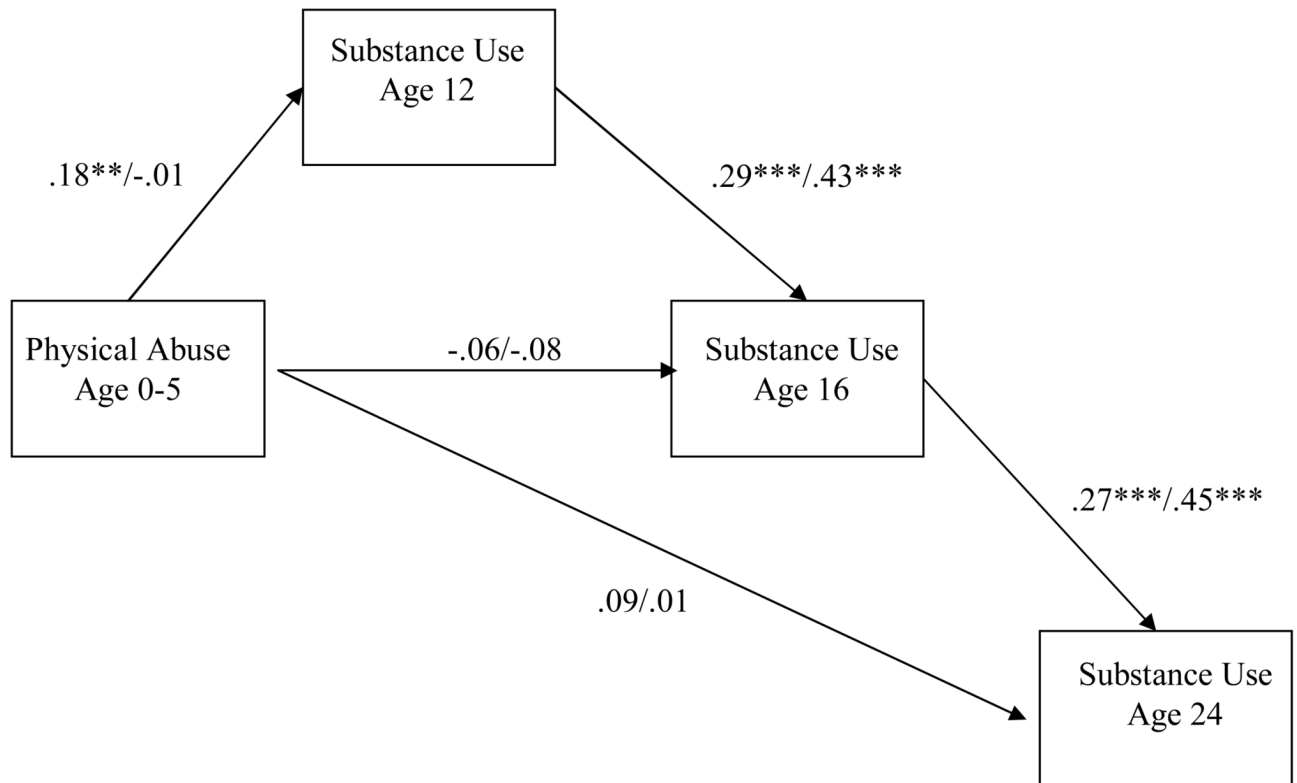 Substance Use
Age 12
.18**/-.01
.29***/.43***
Physical Abuse
Age 0-5
-.06/-.08
Substance Use
Age 16
.27***/.45***
.09/.01
Substance Use
Age 24